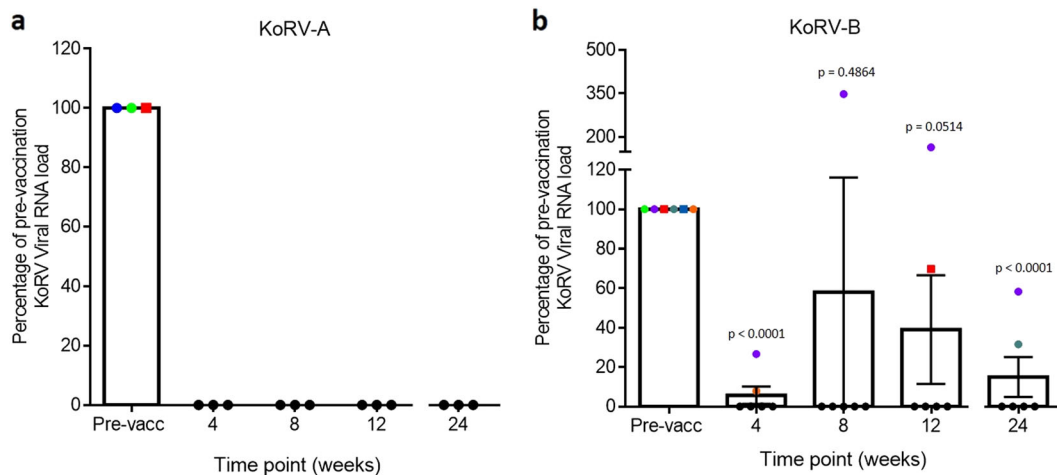 a
KoRV-A
Percentage of pre-vaccination
KoRV Viral RNA load
120
100
80
60
40
20
0
Pre-vacc 4 8 12 24
Time point (weeks)
b
KoRV-B
Percentage of pre-vaccination
KoRV Viral RNA load
500
350
200
120
100
80
60
40
20
0
p < 0.0001
p = 0.4864
p = 0.0514
p < 0.0001
Pre-vacc 4 8 12 24
Time point (weeks)